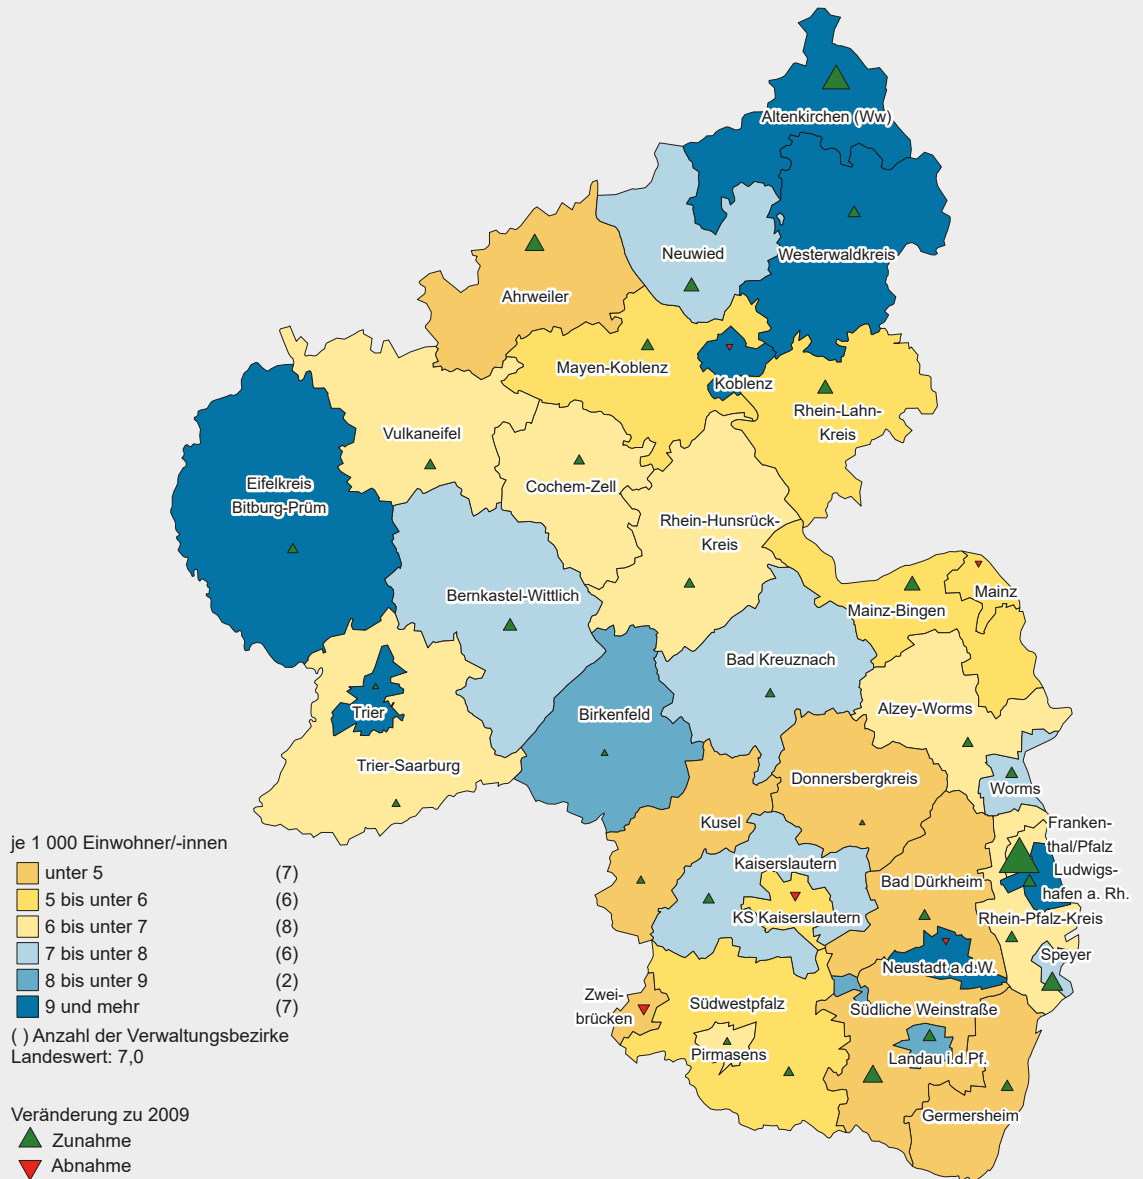 Altenkirchen (Ww)
Neuwied
Westerwaldkreis
Ahrweiler
Mayen-Koblenz
Koblenz
Rhein-Lahn-
Kreis
Vulkaneifel
Cochem-Zell
Eifelkreis
Bitburg-Prüm
Rhein-Hunsrück-
Kreis
Bernkastel-Wittlich
Mainz
Mainz-Bingen
Bad Kreuznach
Alzey-Worms
Trier
Birkenfeld
Trier-Saarburg
Donnersbergkreis
Worms
Kusel
Franken-
thal/Pfalz
Kaiserslautern
Ludwigs-
hafen a. Rh.
Bad Dürkheim
KS Kaiserslautern
Rhein-Pfalz-Kreis
Speyer
Neustadt a.d.W.
Zwei-
brücken
Südwestpfalz
Südliche Weinstraße
Pirmasens
Landau i.d.Pf.
Germersheim
je 1 000 Einwohner/-innen
unter 5 (7)
5 bis unter 6 (6)
6 bis unter 7 (8)
7 bis unter 8 (6)
8 bis unter 9 (2)
9 und mehr (7)
( ) Anzahl der Verwaltungsbezirke
Landeswert: 7,0
Veränderung zu 2009
Zunahme
Abnahme